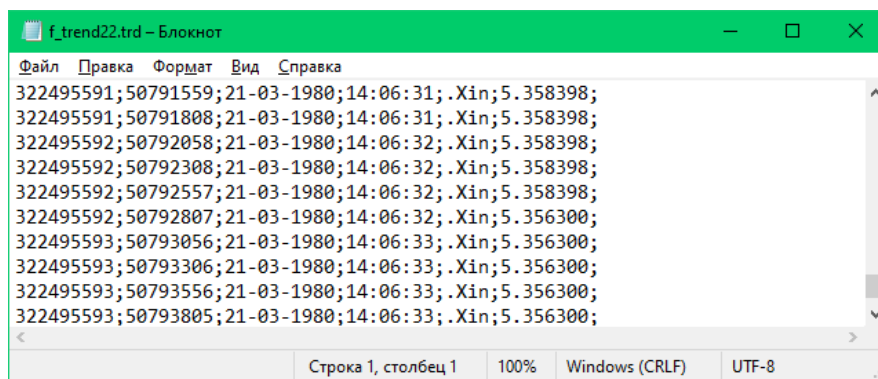 f_trend22.trd – Блокнот
Файл Правка Формат Вид Справка
322495591;50791559;21-03-1980;14:06:31;.Xin;5.358398;
322495591;50791808;21-03-1980;14:06:31;.Xin;5.358398;
322495592;50792058;21-03-1980;14:06:32;.Xin;5.358398;
322495592;50792308;21-03-1980;14:06:32;.Xin;5.358398;
322495592;50792557;21-03-1980;14:06:32;.Xin;5.358398;
322495592;50792807;21-03-1980;14:06:32;.Xin;5.356300;
322495593;50793056;21-03-1980;14:06:33;.Xin;5.356300;
322495593;50793306;21-03-1980;14:06:33;.Xin;5.356300;
322495593;50793556;21-03-1980;14:06:33;.Xin;5.356300;
322495593;50793805;21-03-1980;14:06:33;.Xin;5.356300;
Строка 1, столбец 1 100% Windows (CRLF) UTF-8